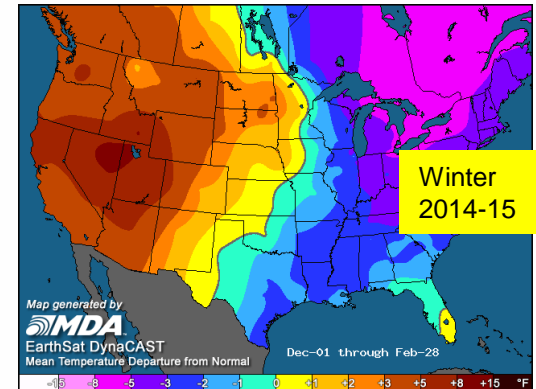 Winter
2014-15
Map generated by
MDA
EarthSat DynaCAST
Mean Temperature Departure from Normal
Dec-01 through Feb-28
-15 -8 -5 -3 -2 -1 0 +1 +2 +3 +5 +8 +15 °F